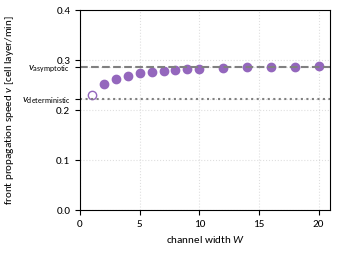 front propagation speed v [cell layer/min]
0.4
0.3
v_asymptotic
v_deterministic
0.2
0.1
0.0
0
5
10
15
20
channel width W